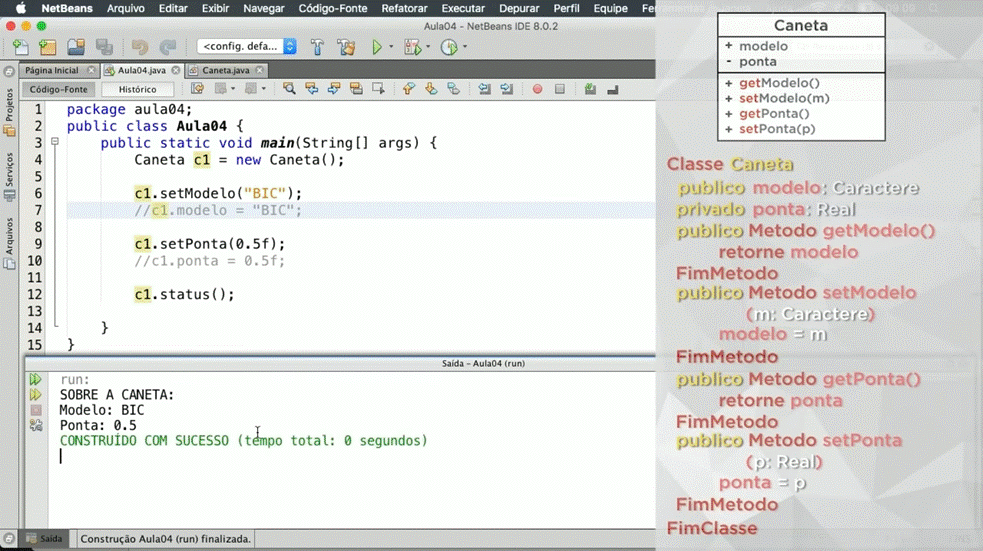 NetBeans Arquivo Editar Exibir Navegar Código-Fonte Refatorar Executar Depurar Perfil Equipe
Aula04 - NetBeans IDE 8.0.2
<config. defa...
Página Inicial Aula04.java Caneta.java
Código-Fonte Histórico
Projetos
Serviços
Arquivos
1 package aula04;
2 public class Aula04 {
3 public static void main(String[] args) {
4 Caneta c1 = new Caneta();
5
6 c1.setModelo("BIC");
7 //c1.modelo = "BIC";
8
9 c1.setPonta(0.5f);
10 //c1.ponta = 0.5f;
11
12 c1.status();
13
14 }
15 }
Saída - Aula04 (run)
run:
SOBRE A CANETA:
Modelo: BIC
Ponta: 0.5
CONSTRUÍDO COM SUCESSO (tempo total: 0 segundos)
Saída Construção Aula04 (run) finalizada.
Caneta
+ modelo
- ponta
+ getModelo()
+ setModelo(m)
+ getPonta()
+ setPonta(p)
Classe Caneta
publico modelo: Caractere
privado ponta: Real
publico Metodo getModelo()
retorne modelo
FimMetodo
publico Metodo setModelo
(m: Caractere)
modelo = m
FimMetodo
publico Metodo getPonta()
retorne ponta
FimMetodo
publico Metodo setPonta
(p: Real)
ponta = p
FimMetodo
FimClasse